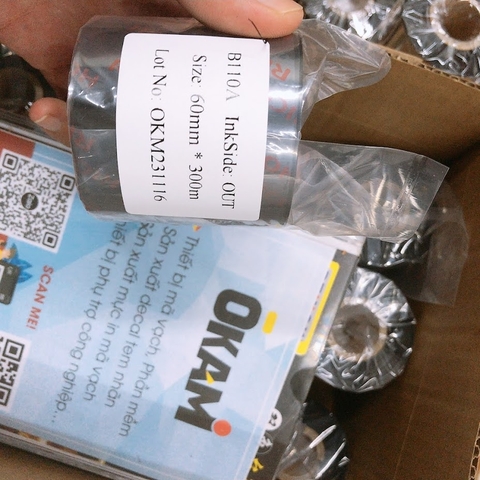 B110A InkSide: OUT
Size: 60mm * 300m
Lot No: OKM231116
ÔKAM
Thiết bị mã vạch, Phần mềm
Sản xuất decal tem nhãn
Sản xuất mực in mã vạch
Thiết bị phụ trợ công nghiệp...
SCAN ME!